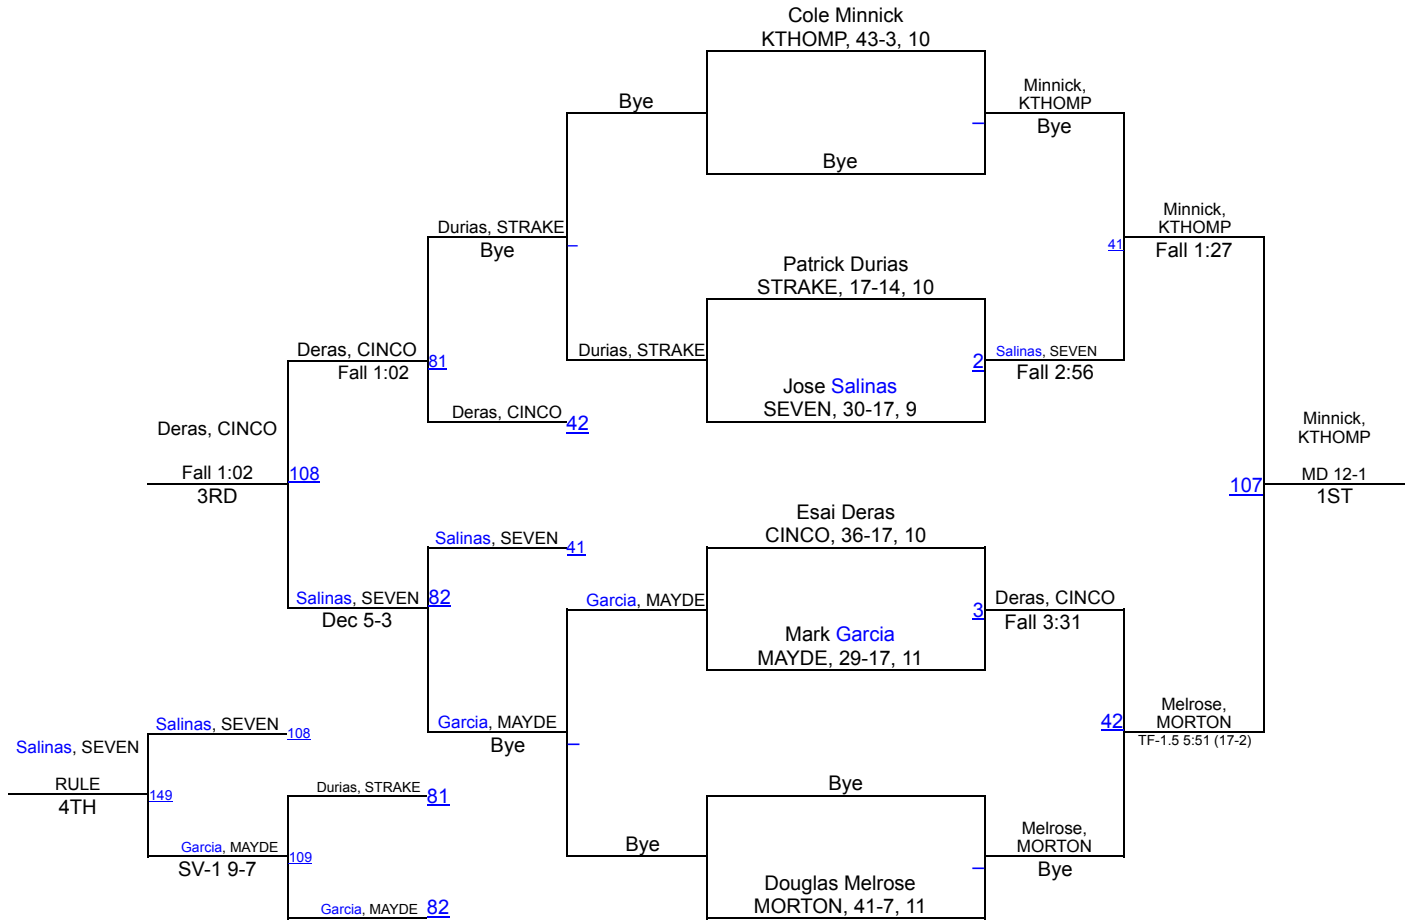 Cole Minnick
KTHOMP, 43-3, 10
Bye
Minnick,
KTHOMP
Bye
Bye
Durias, STRAKE
Bye
Minnick,
KTHOMP
41
Fall 1:27
Patrick Durias
STRAKE, 17-14, 10
Deras, CINCO
81
Fall 1:02
Durias, STRAKE
2
Salinas, SEVEN
Fall 2:56
Jose Salinas
SEVEN, 30-17, 9
Deras, CINCO
42
Deras, CINCO
Minnick,
KTHOMP
Fall 1:02
108
3RD
107
MD 12-1
1ST
Esai Deras
CINCO, 36-17, 10
Salinas, SEVEN
41
Salinas, SEVEN
82
Dec 5-3
Garcia, MAYDE
3
Deras, CINCO
Fall 3:31
Mark Garcia
MAYDE, 29-17, 11
Garcia, MAYDE
Bye
42
Melrose,
MORTON
TF-1.5 5:51 (17-2)
Salinas, SEVEN
108
Salinas, SEVEN
RULE
149
4TH
Durias, STRAKE
81
Bye
Garcia, MAYDE
109
SV-1 9-7
Bye
Melrose,
MORTON
Bye
Garcia, MAYDE
82
Douglas Melrose
MORTON, 41-7, 11